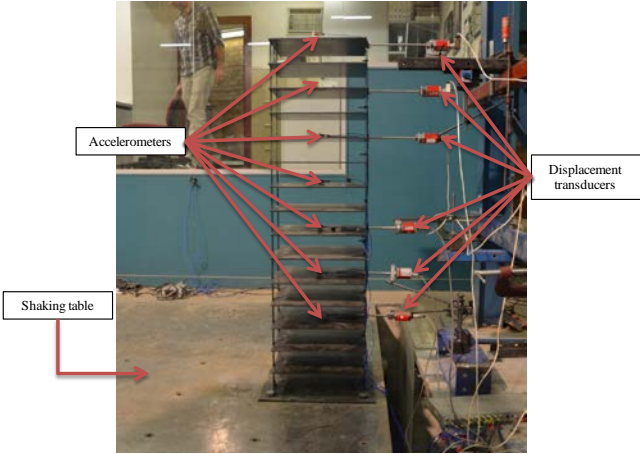 Accelerometers
Displacement
transducers
Shaking table